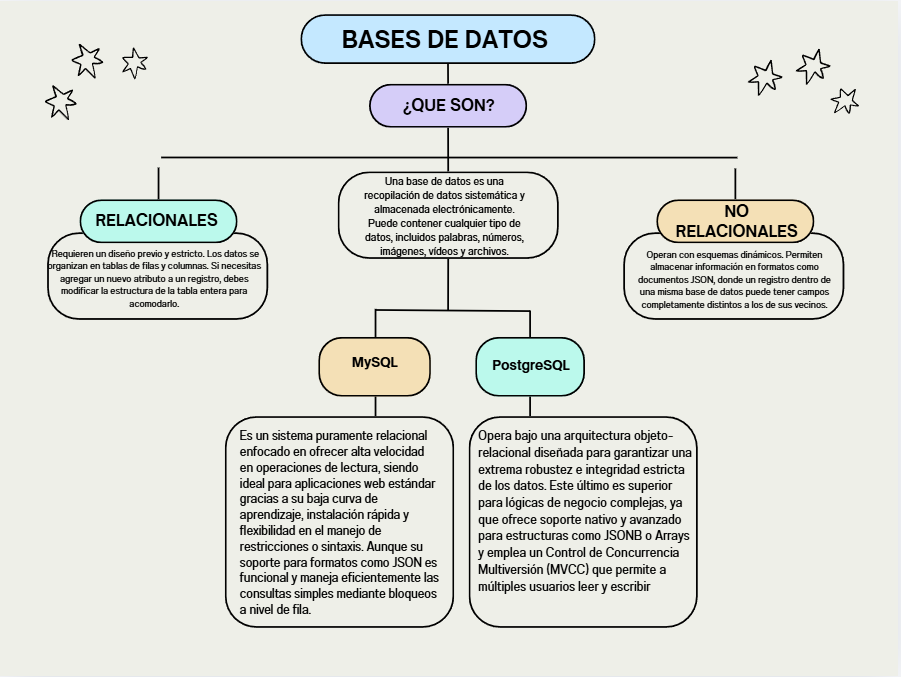 BASES DE DATOS
¿QUE SON?
Una base de datos es una
recopilación de datos sistemática y
almacenada electrónicamente.
Puede contener cualquier tipo de
datos, incluidos palabras, números,
imágenes, vídeos y archivos.
RELACIONALES
Requieren un diseño previo y estricto. Los datos se
organizan en tablas de filas y columnas. Si necesitas
agregar un nuevo atributo a un registro, debes
modificar la estructura de la tabla entera para
acomodarlo.
NO
RELACIONALES
Operan con esquemas dinámicos. Permiten
almacenar información en formatos como
documentos JSON, donde un registro dentro de
una misma base de datos puede tener campos
completamente distintos a los de sus vecinos.
MySQL
Es un sistema puramente relacional
enfocado en ofrecer alta velocidad
en operaciones de lectura, siendo
ideal para aplicaciones web estándar
gracias a su baja curva de
aprendizaje, instalación rápida y
flexibilidad en el manejo de
restricciones o sintaxis. Aunque su
soporte para formatos como JSON es
funcional y maneja eficientemente las
consultas simples mediante bloqueos
a nivel de fila.
PostgreSQL
Opera bajo una arquitectura objeto-
relacional diseñada para garantizar una
extrema robustez e integridad estricta
de los datos. Este último es superior
para lógicas de negocio complejas, ya
que ofrece soporte nativo y avanzado
para estructuras como JSONB o Arrays
y emplea un Control de Concurrencia
Multiversión (MVCC) que permite a
múltiples usuarios leer y escribir